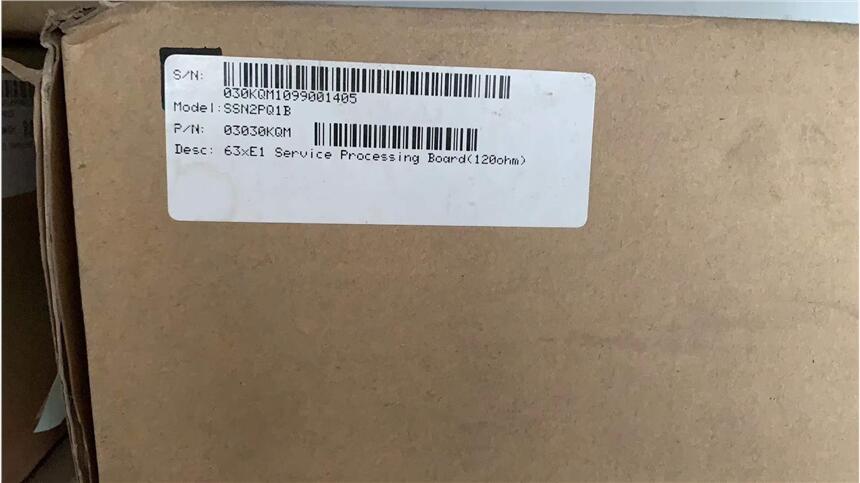 S/N:
030KQM1099001405
Model:SSN2PQ1B
P/N: 03030KQM
Desc: 63xE1 Service Processing Board(120ohm)